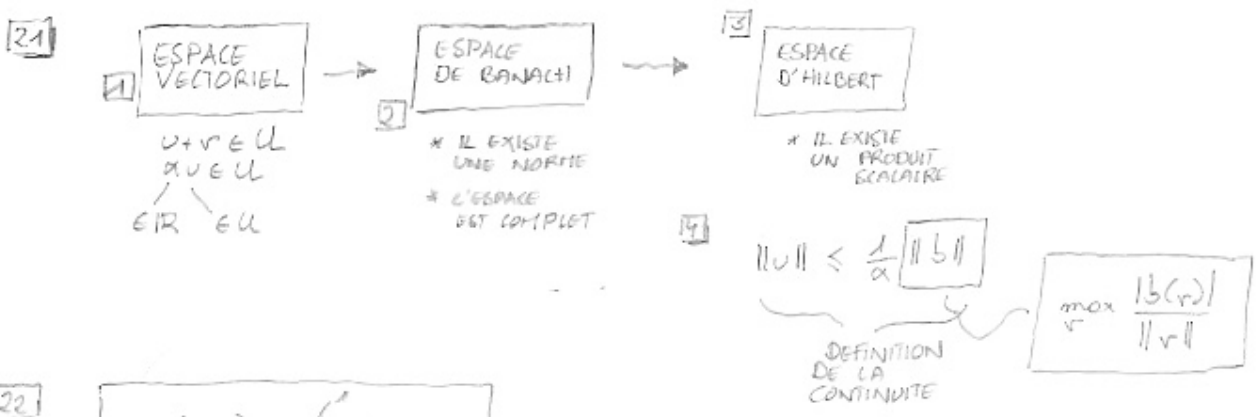 21
1
ESPACE
VECTORIEL
u+v ∈ U
αu ∈ U
∈ IR ∈ U
2
ESPACE
DE BANACH
* IL EXISTE
UNE NORME
* L'ESPACE
EST COMPLET
3
ESPACE
D'HILBERT
* IL EXISTE
UN PRODUIT
SCALAIRE
4
||u|| ≤ 1/α ||b||
DEFINITION
DE LA
CONTINUITE
max |b(v)|
v ||v||
22